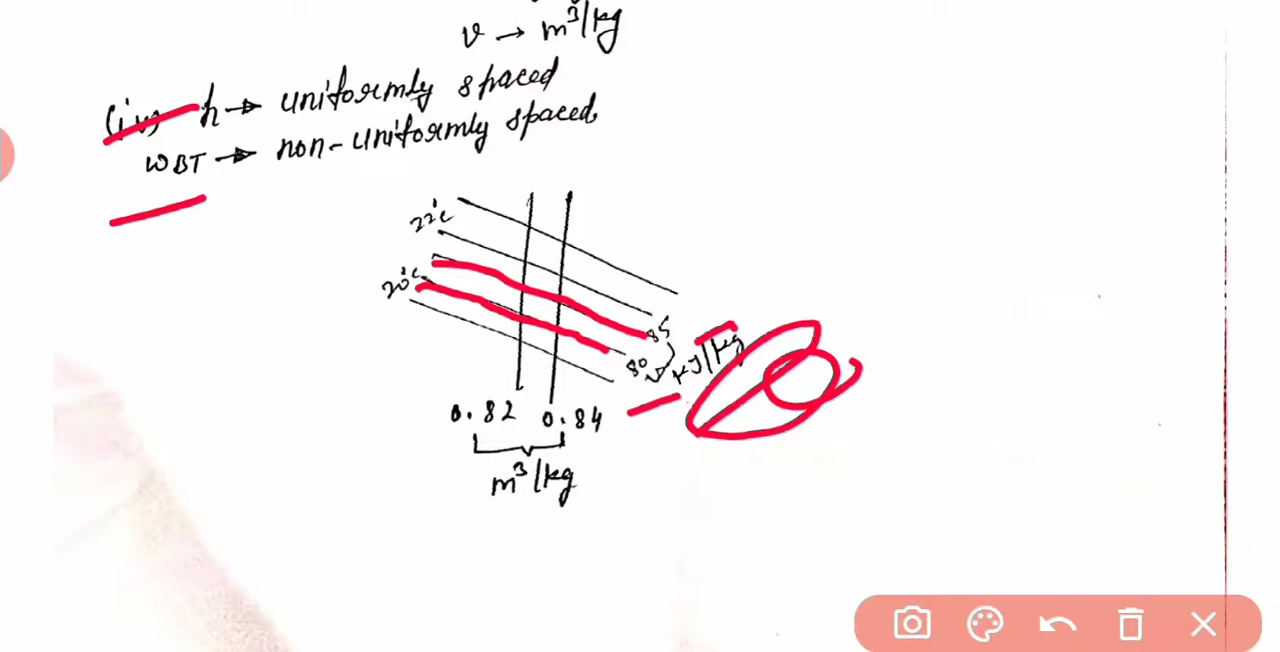 v → m³/kg
(iv) h → uniformly spaced
WBT → non-uniformly spaced
22°c
20°c
85
80
KJ/kg
0.82 0.84
m³/kg